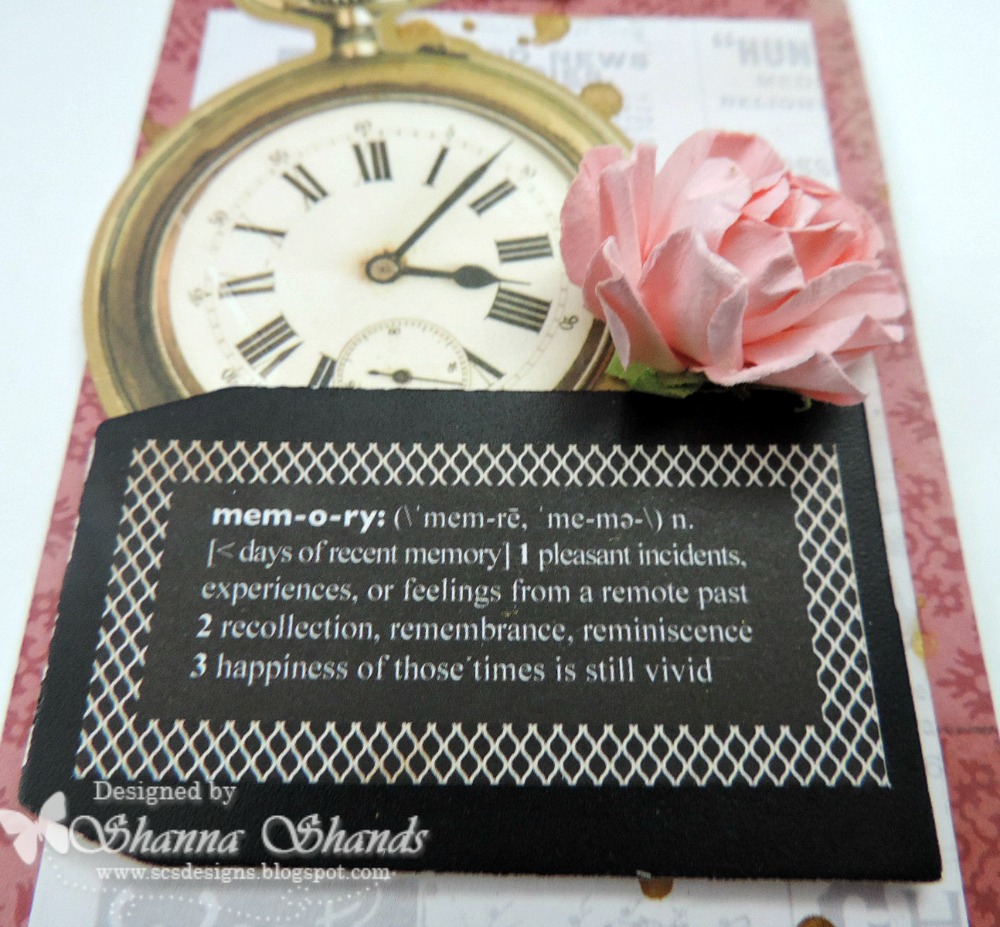 NEWS
"HUN
mem-o-ry: (\ˈmem-rē, ˈme-mə-\) n.
[< days of recent memory] 1 pleasant incidents,
experiences, or feelings from a remote past
2 recollection, remembrance, reminiscence
3 happiness of those times is still vivid
Designed by
Shanna Shands
www.scsdesigns.blogspot.com